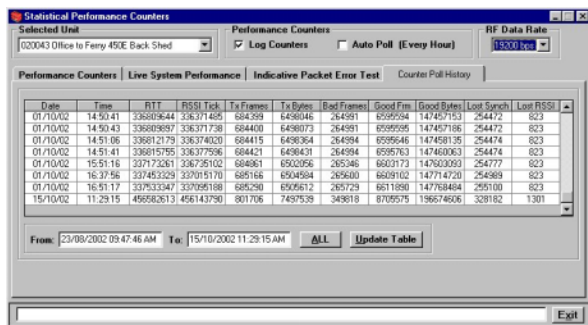 Statistical Performance Counters
Selected Unit
020043 Office to Ferny 450E Back Shed
Performance Counters
Log Counters Auto Poll (Every Hour)
RF Data Rate
19200 bps
Performance Counters Live System Performance Indicative Packet Error Test Counter Poll History
Date Time RTT RSSI Tick Tx Frames Tx Bytes Bad Frames Good Frm Good Bytes Lost Synch Lost RSSI
01/10/02 14:50:41 336809644 336371485 684399 6498046 264991 6595594 147457153 254472 823
01/10/02 14:50:43 336809897 336371738 684400 6498073 264991 6595595 147457186 254472 823
01/10/02 14:51:06 336812179 336374020 684415 6498364 264994 6595646 147458135 254474 823
01/10/02 14:51:41 336815755 336377596 684421 6498431 264994 6595763 147460063 254474 823
01/10/02 15:51:16 337173261 336735102 684861 6502056 265346 6603173 147603093 254777 823
01/10/02 16:37:56 337453329 337015170 685166 6504584 265600 6609102 147714720 254989 823
01/10/02 16:51:17 337533347 337095188 685290 6505612 265729 6611890 147768484 255100 823
15/10/02 11:29:15 456582613 456143790 801706 7497539 349818 8705575 196674606 328182 1301
From: 23/08/2002 09:47:46 AM To: 15/10/2002 11:29:15 AM ALL Update Table
Exit